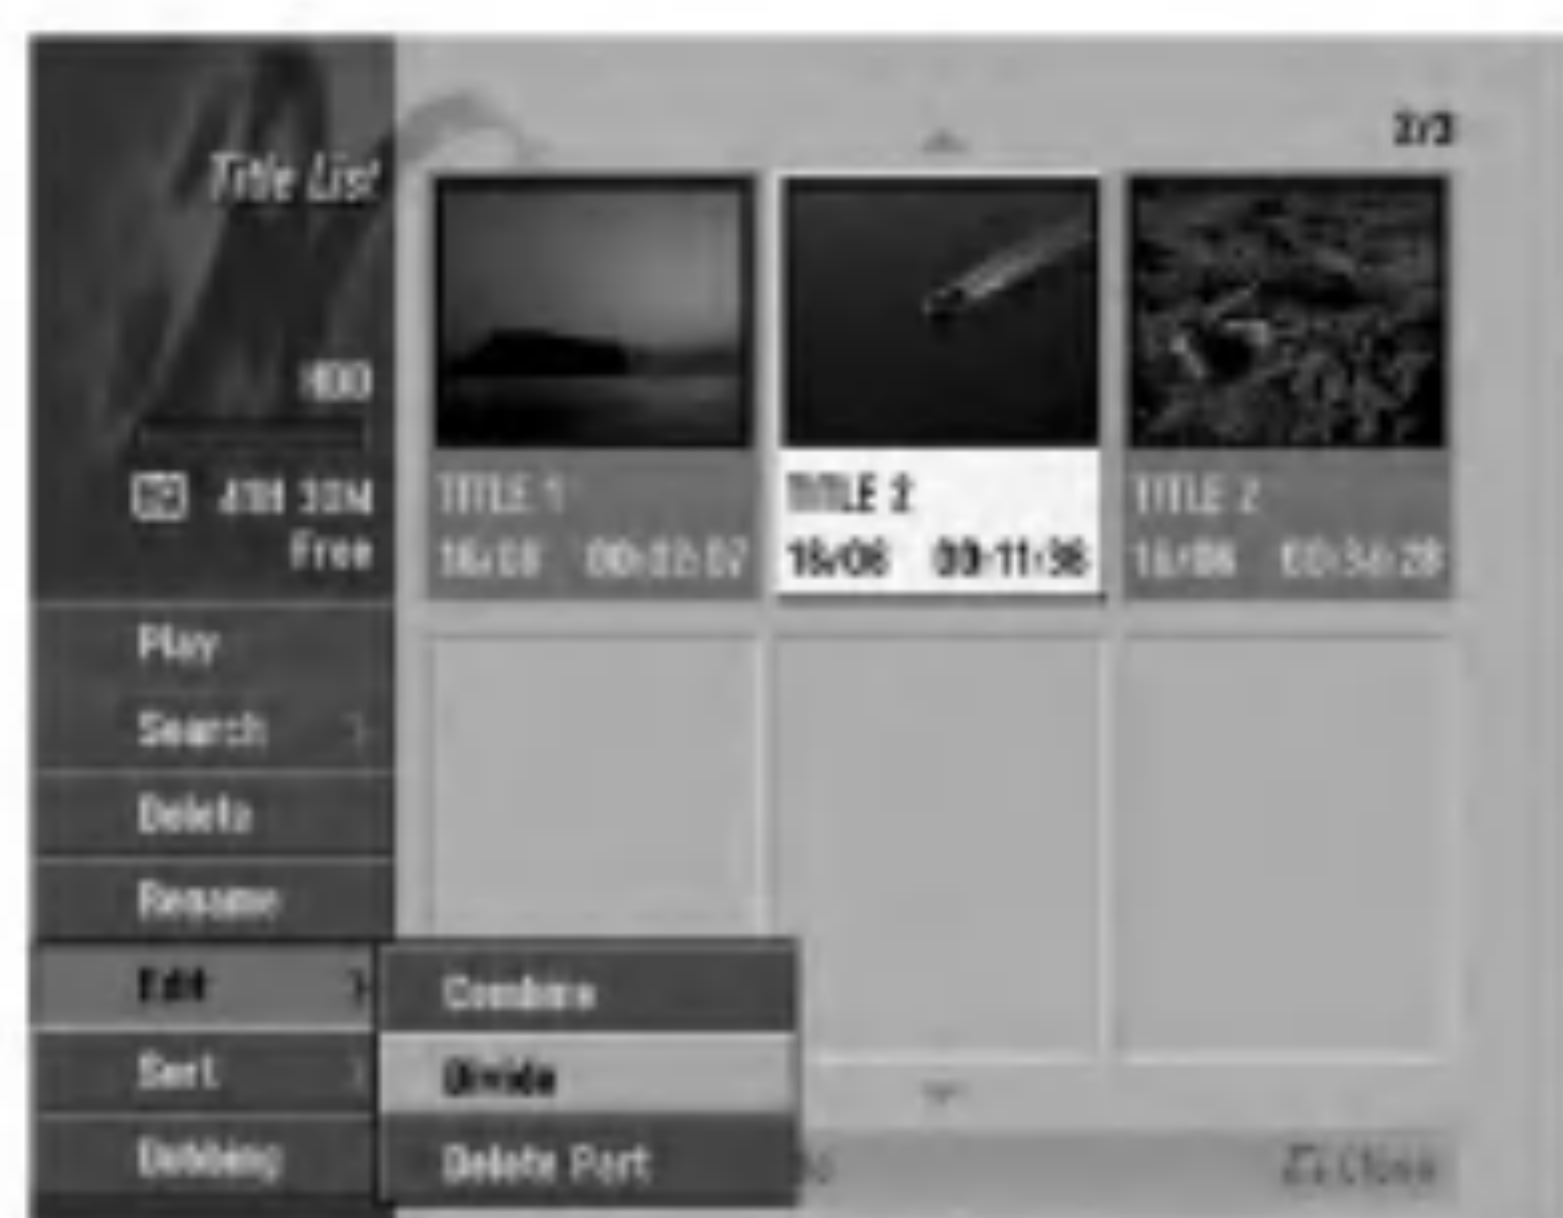 Title List
HDD
Free
2/3
TITLE 1
TITLE 2
16/06 00:11:36
TITLE 2
Play
Search
Delete
Rename
Edit
Sort
Dubbing
Combine
Divide
Delete Part
Close